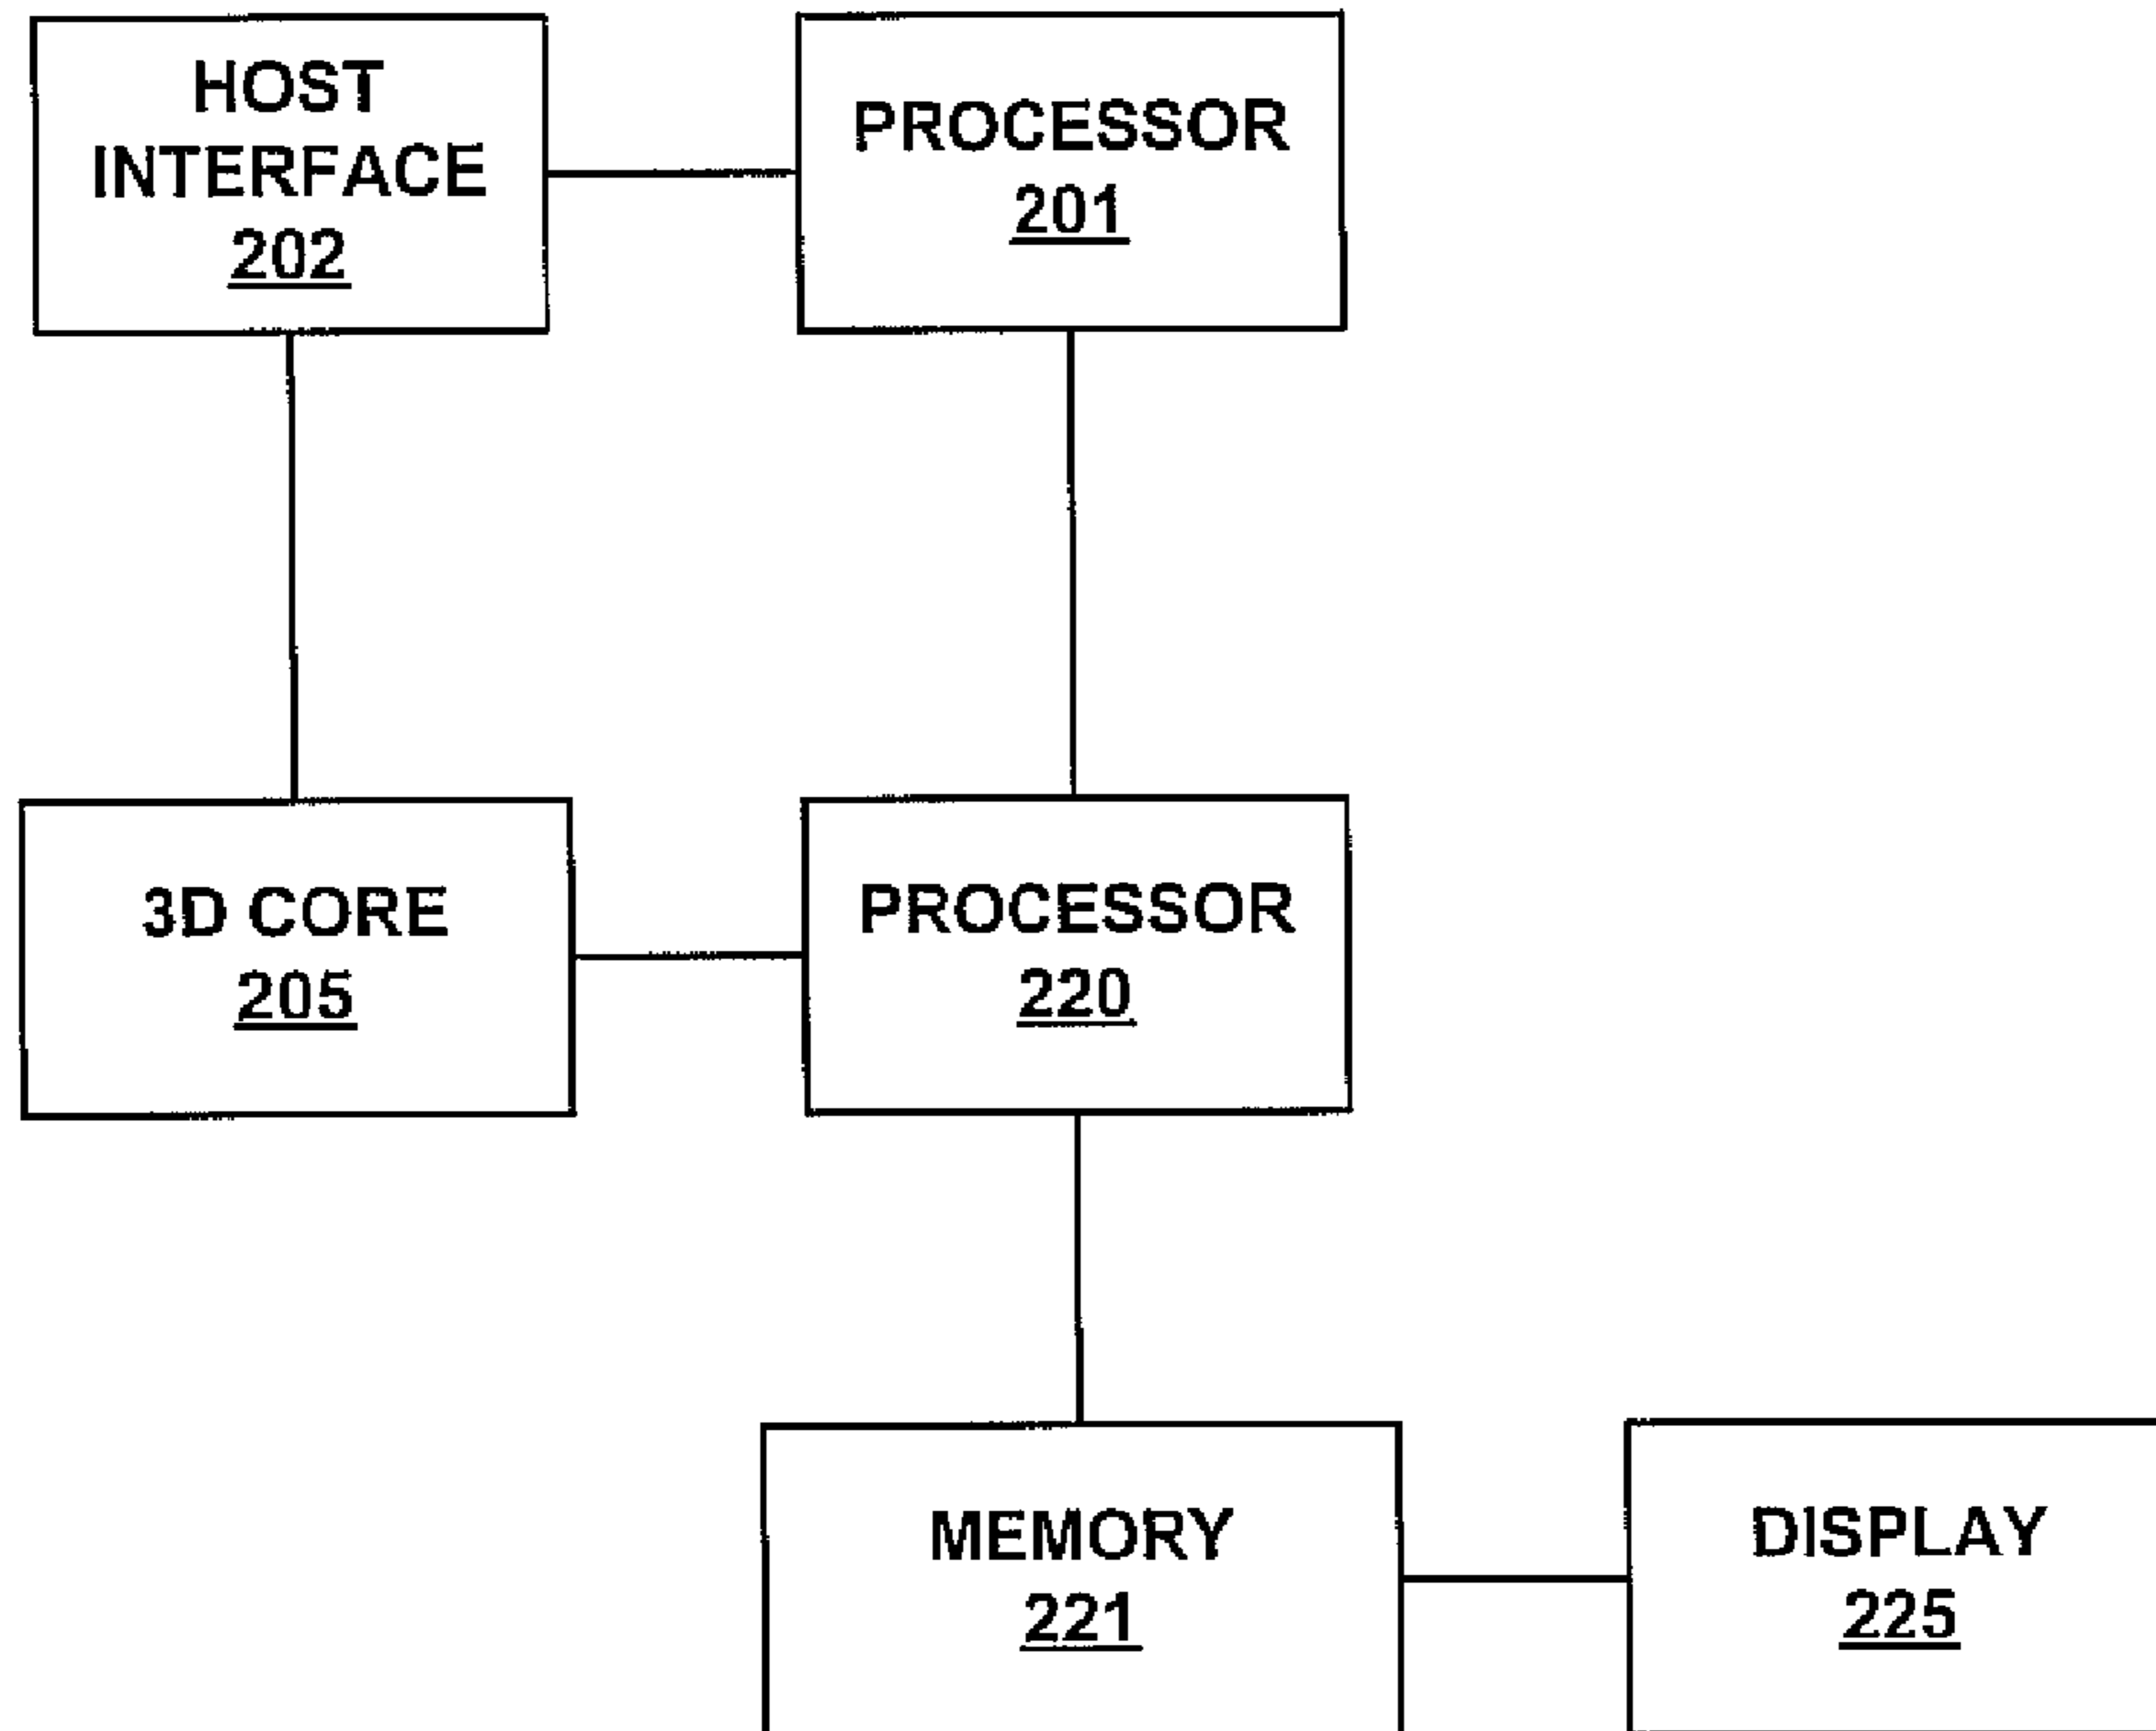 HOST
INTERFACE
202
PROCESSOR
201
3D CORE
205
PROCESSOR
220
MEMORY
221
DISPLAY
225